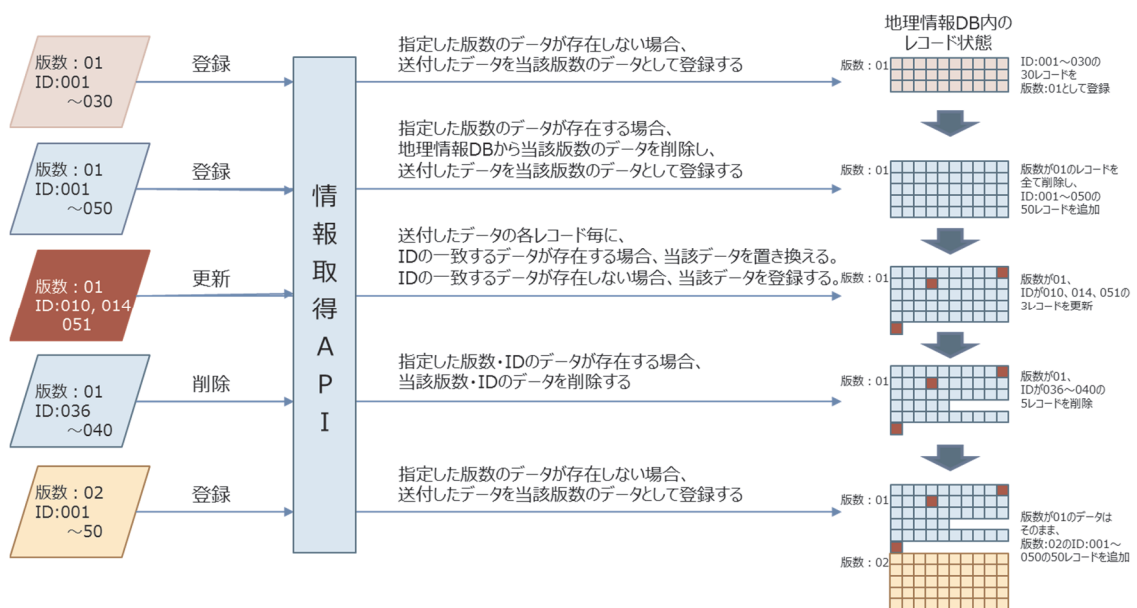 地理情報DB内の
レコード状態
版数：01
ID:001
～030
登録
指定した版数のデータが存在しない場合、
送付したデータを当該版数のデータとして登録する
版数：01
ID:001～030の
30レコードを
版数:01として登録
版数：01
ID:001
～050
登録
指定した版数のデータが存在する場合、
地理情報DBから当該版数のデータを削除し、
送付したデータを当該版数のデータとして登録する
版数：01
版数が01のレコードを
全て削除し、
ID:001～050の
50レコードを追加
情報取得API
版数：01
ID:010, 014
051
更新
送付したデータの各レコード毎に、
IDの一致するデータが存在する場合、当該データを置き換える。
IDの一致するデータが存在しない場合、当該データを登録する。
版数：01
版数が01、
IDが010、014、051の
3レコードを更新
版数：01
ID:036
～040
削除
指定した版数・IDのデータが存在する場合、
当該版数・IDのデータを削除する
版数：01
版数が01、
IDが036～040の
5レコードを削除
版数：02
ID:001
～50
登録
指定した版数のデータが存在しない場合、
送付したデータを当該版数のデータとして登録する
版数：01
版数：02
版数が01のデータは
そのまま、
版数:02のID:001～
050の50レコードを追加